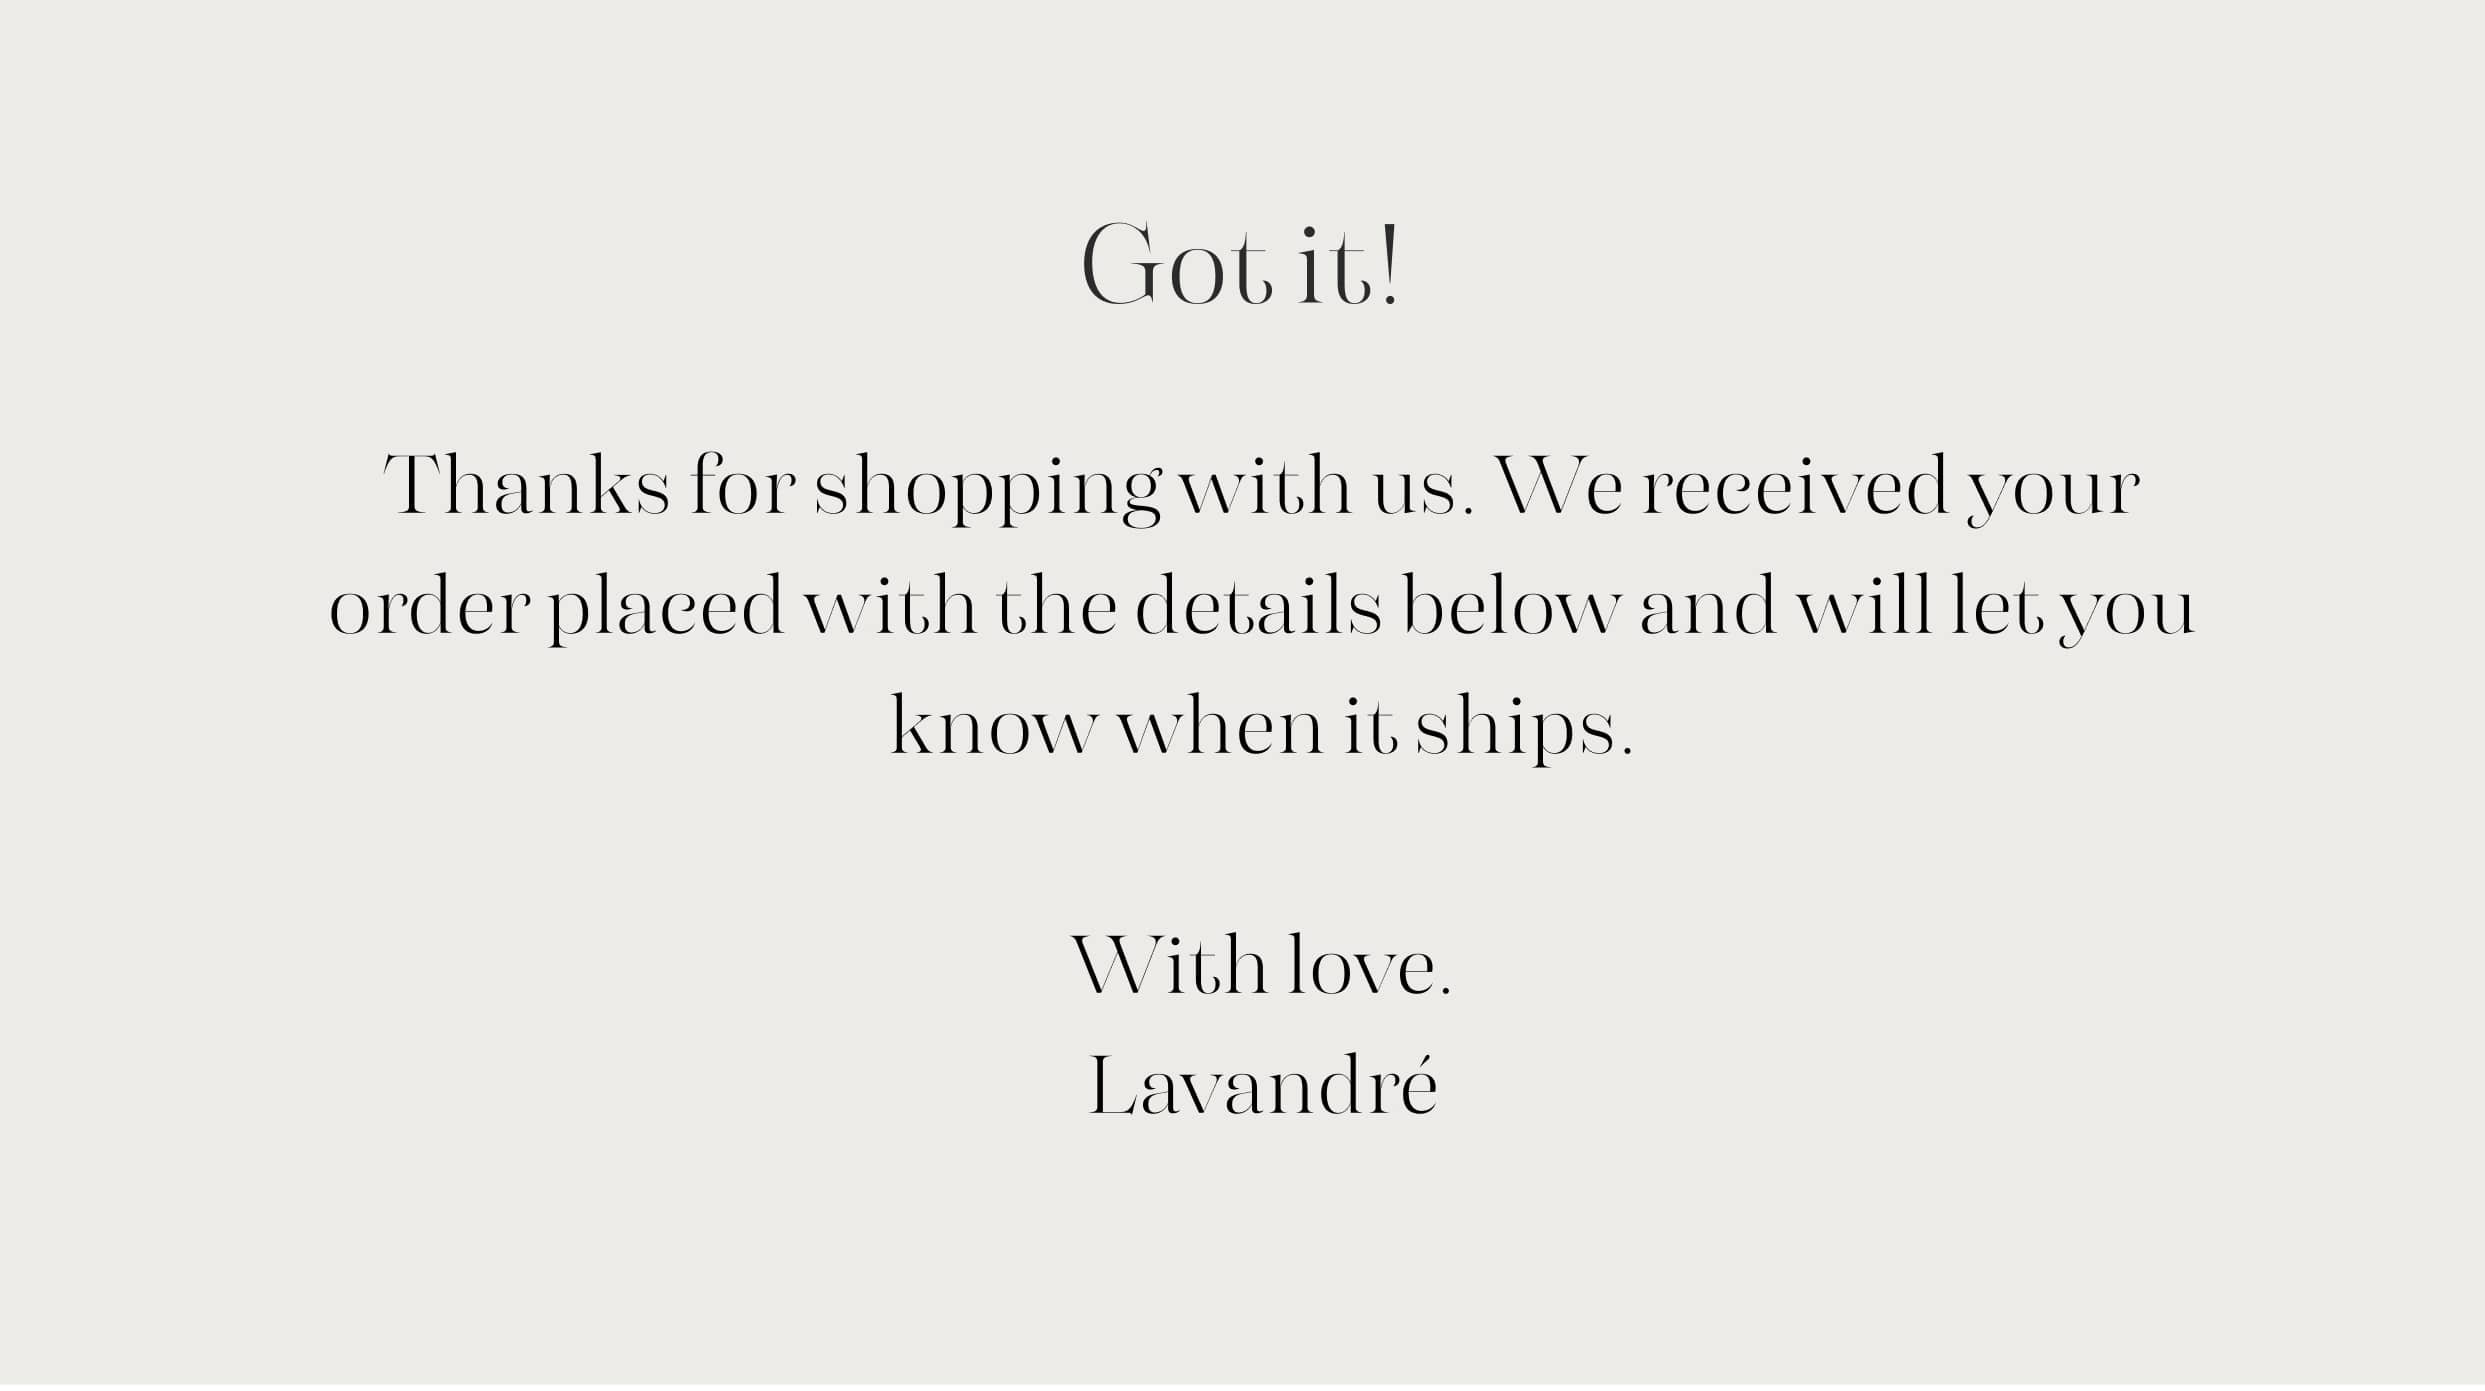 Got it!
Thanks for shopping with us. We received your
order placed with the details below and will let you
know when it ships.
With love.
Lavandré